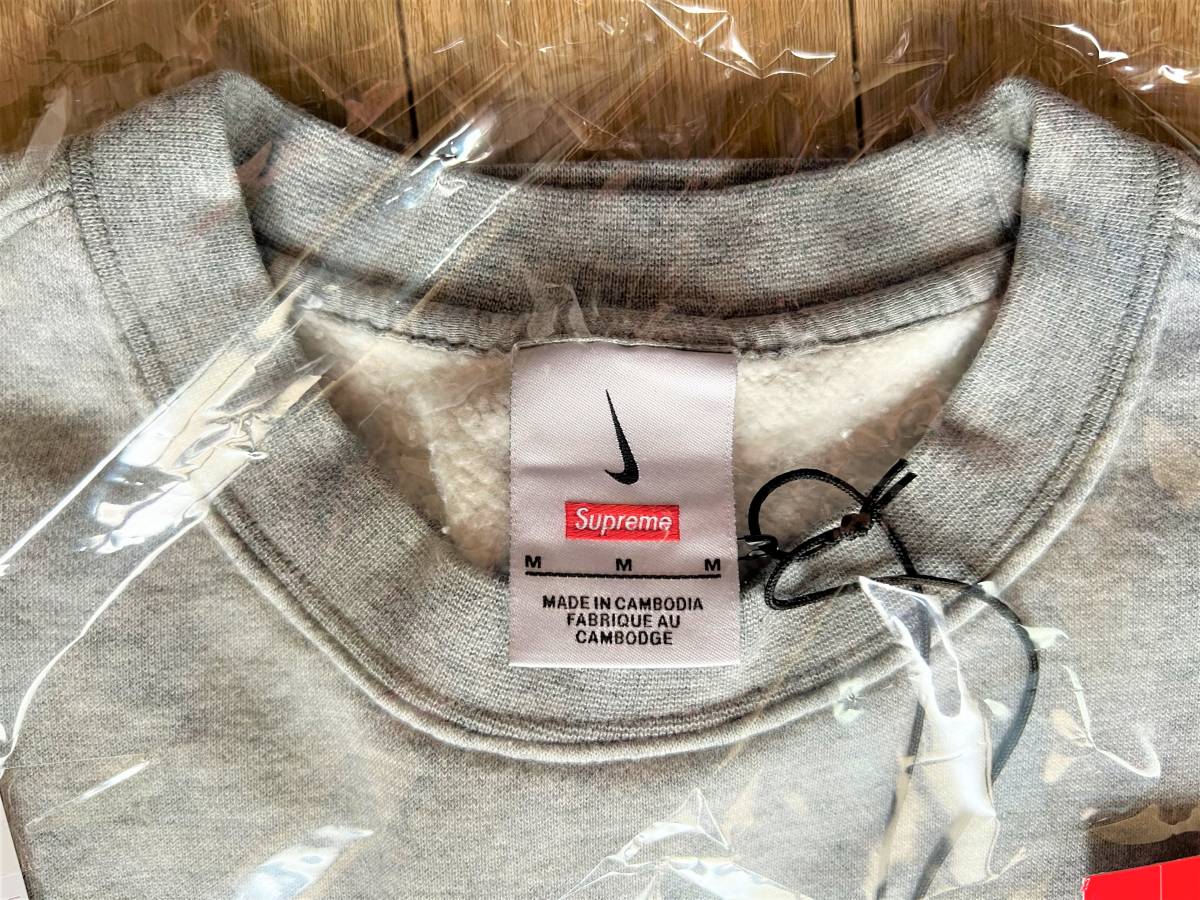 Supreme
M M M
MADE IN CAMBODIA
FABRIQUE AU
CAMBODGE